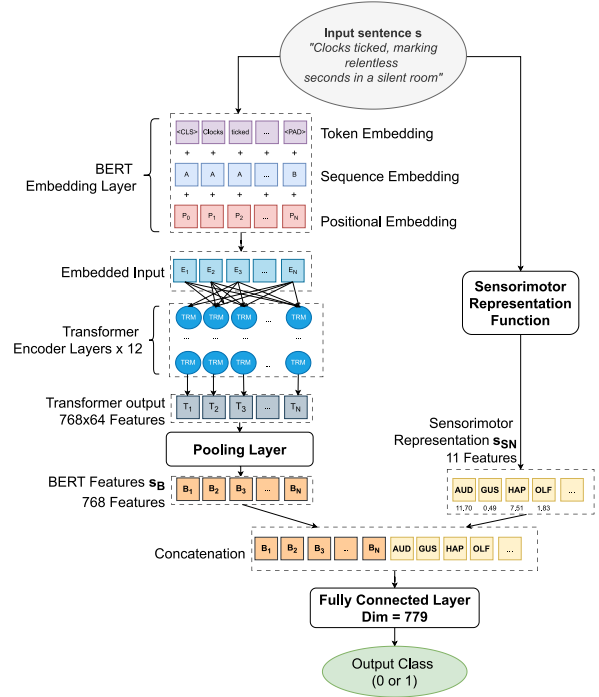 Input sentence s
"Clocks ticked, marking
relentless
seconds in a silent room"
<CLS> Clocks ticked ... <PAD>
Token Embedding
+ + + +
BERT
Embedding Layer
A A A ... B
Sequence Embedding
+ + + +
P0 P1 P2 ... PN
Positional Embedding
Embedded Input
E1 E2 E3 ... EN
Sensorimotor
Representation
Function
Transformer
Encoder Layers x 12
TRM TRM TRM .. TRM
... ...
TRM TRM TRM .. TRM
Transformer output
768x64 Features
T1 T2 T3 ... TN
Pooling Layer
Sensorimotor
Representation sSN
11 Features
BERT Features sB
768 Features
B1 B2 B3 ... BN
AUD GUS HAP OLF ...
11,70 0,49 7,51 1,83
Concatenation
B1 B2 B3 .. BN AUD GUS HAP OLF ...
Fully Connected Layer
Dim = 779
Output Class
(0 or 1)